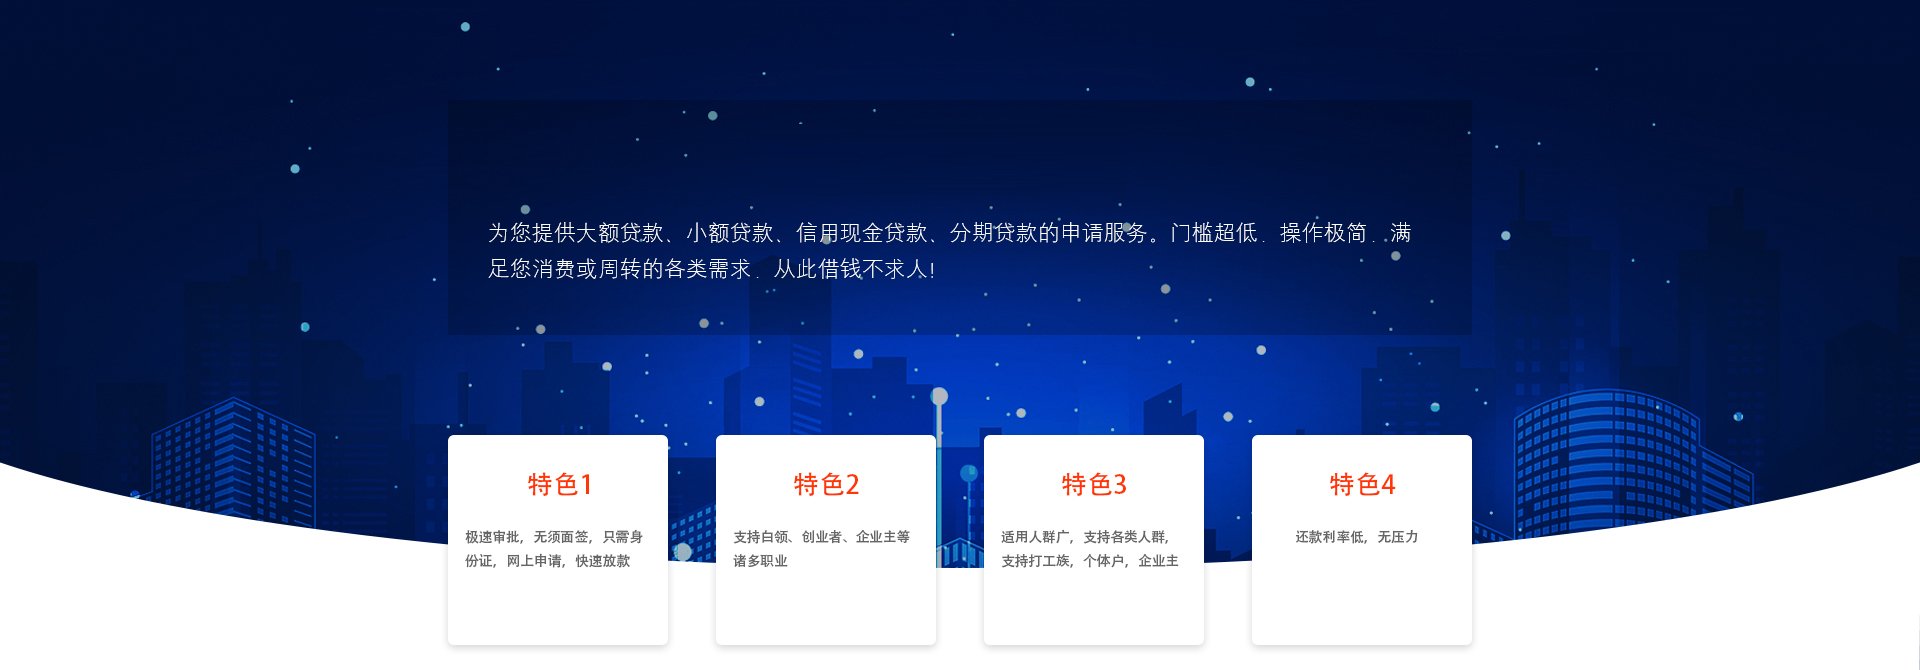 为您提供大额贷款、小额贷款、信用现金贷款、分期贷款的申请服务。门槛超低﹒操作极简﹒满
足您消费或周转的各类需求﹒从此借钱不求人!
特色1
极速审批，无须面签，只需身
份证，网上申请，快速放款
特色2
支持白领、创业者、企业主等
诸多职业
特色3
适用人群广，支持各类人群，
支持打工族，个体户，企业主
特色4
还款利率低，无压力